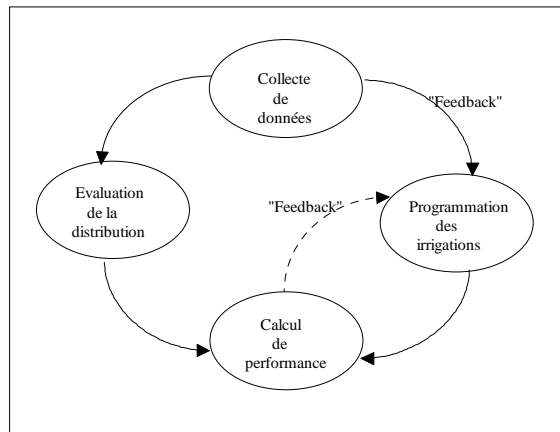 Collecte
de
données
"Feedback"
Evaluation
de la
distribution
"Feedback"
Programmation
des
irrigations
Calcul
de
performance